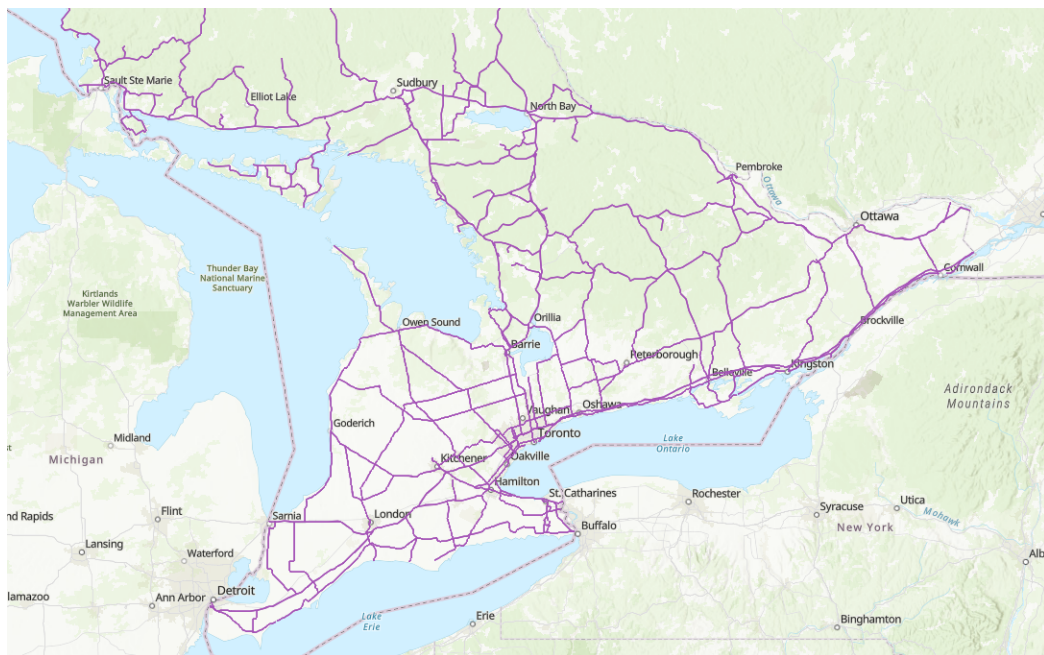 Sault Ste Marie
Sudbury
Elliot Lake
North Bay
Pembroke
Ottawa
Ottawa
Thunder Bay
National Marine
Sanctuary
Cornwall
Kirtlands
Warbler Wildlife
Management Area
Owen Sound
Orillia
Brockville
Barrie
Peterborough
Kingston
Belleville
Adirondack
Mountains
Goderich
Vaughan
Oshawa
Toronto
Midland
Michigan
Lake
Ontario
Kitchener
Oakville
Hamilton
St. Catharines
Rochester
Utica
Syracuse
Mohawk
nd Rapids
Flint
Sarnia
London
Buffalo
New York
Lansing
Waterford
Alb
lamazoo
Ann Arbor
Detroit
Lake
Erie
Erie
Binghamton